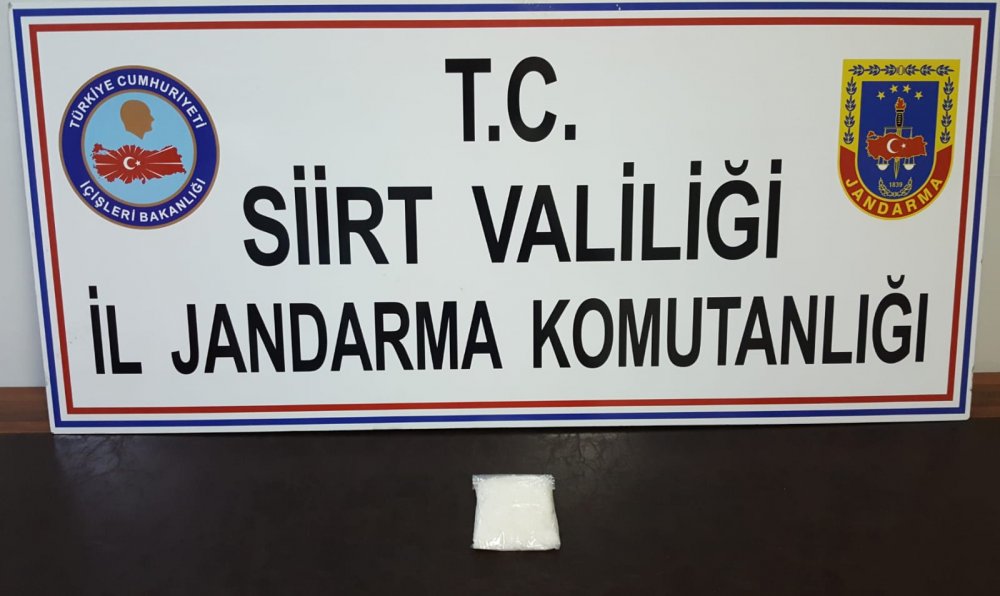 T.C.
SİİRT VALİLİĞİ
İL JANDARMA KOMUTANLIĞI
TÜRKİYE CUMHURİYETİ
İÇİŞLERİ BAKANLIĞI
1839
JANDARMA